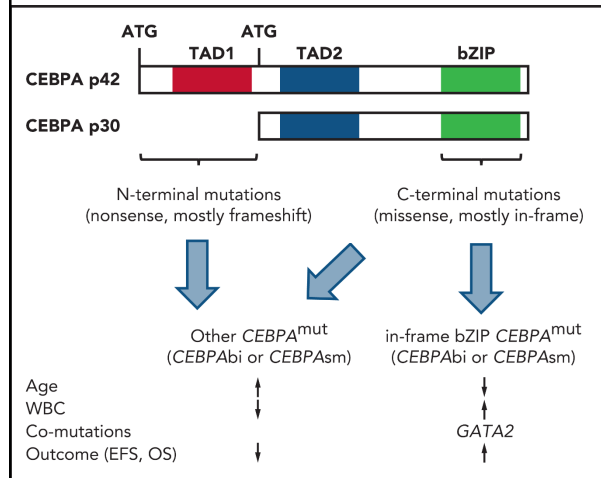 ATG ATG
TAD1 TAD2 bZIP
CEBPA p42
CEBPA p30
N-terminal mutations
(nonsense, mostly frameshift)
C-terminal mutations
(missense, mostly in-frame)
Other CEBPAmut
(CEBPAbi or CEBPAsm)
in-frame bZIP CEBPAmut
(CEBPAbi or CEBPAsm)
Age ↑ ↓
WBC ↓ ↑
Co-mutations GATA2
Outcome (EFS, OS) ↓ ↑